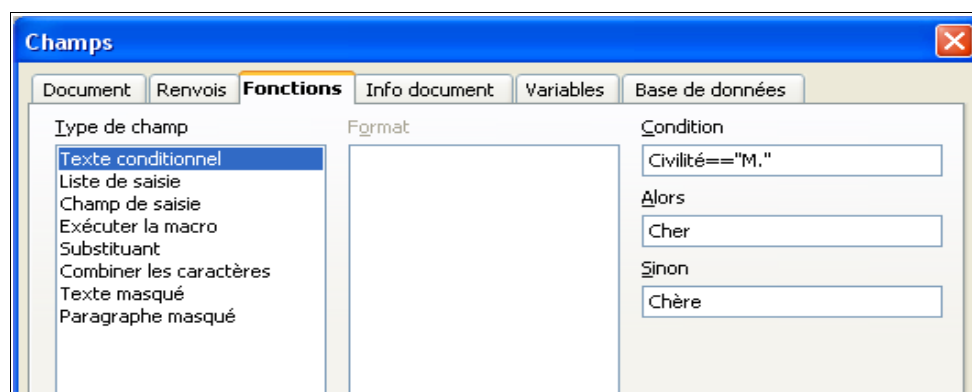 Champs
Document Renvois Fonctions Info document Variables Base de données
Type de champ
Texte conditionnel
Liste de saisie
Champ de saisie
Exécuter la macro
Substituant
Combiner les caractères
Texte masqué
Paragraphe masqué
Format
Condition
Civilité=="M."
Alors
Cher
Sinon
Chère